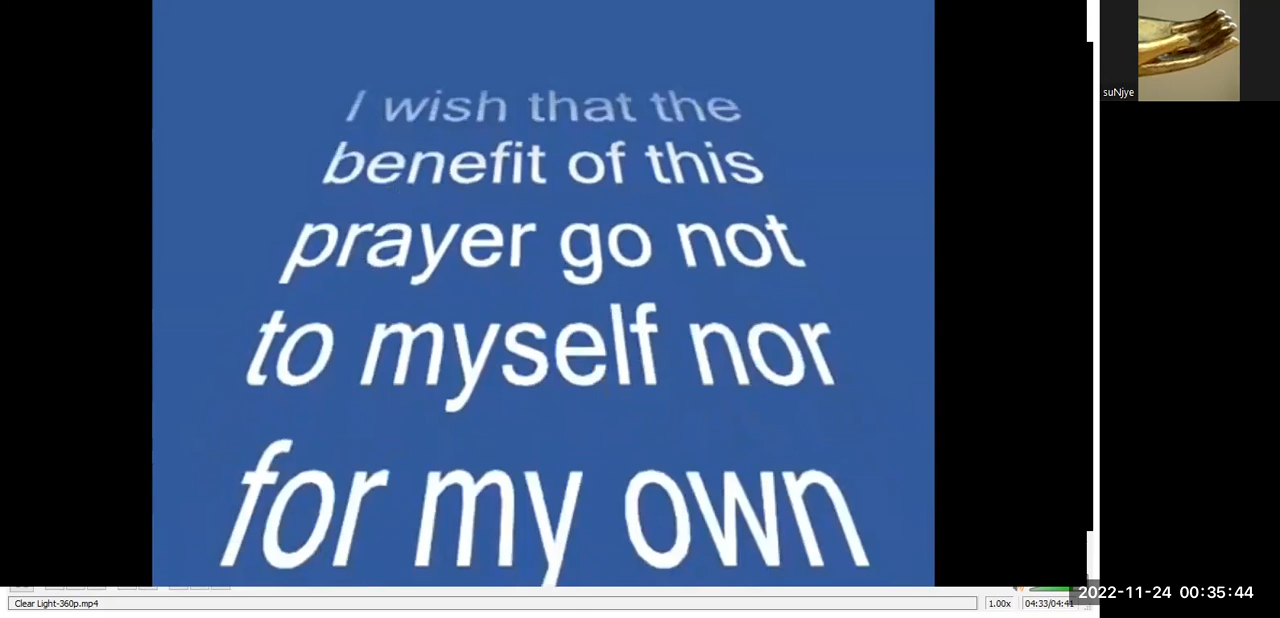 I wish that the
benefit of this
prayer go not
to myself nor
for my own
suNjye
Clear Light-360p.mp4
1.00x
04:33/04:41
2022-11-24 00:35:44